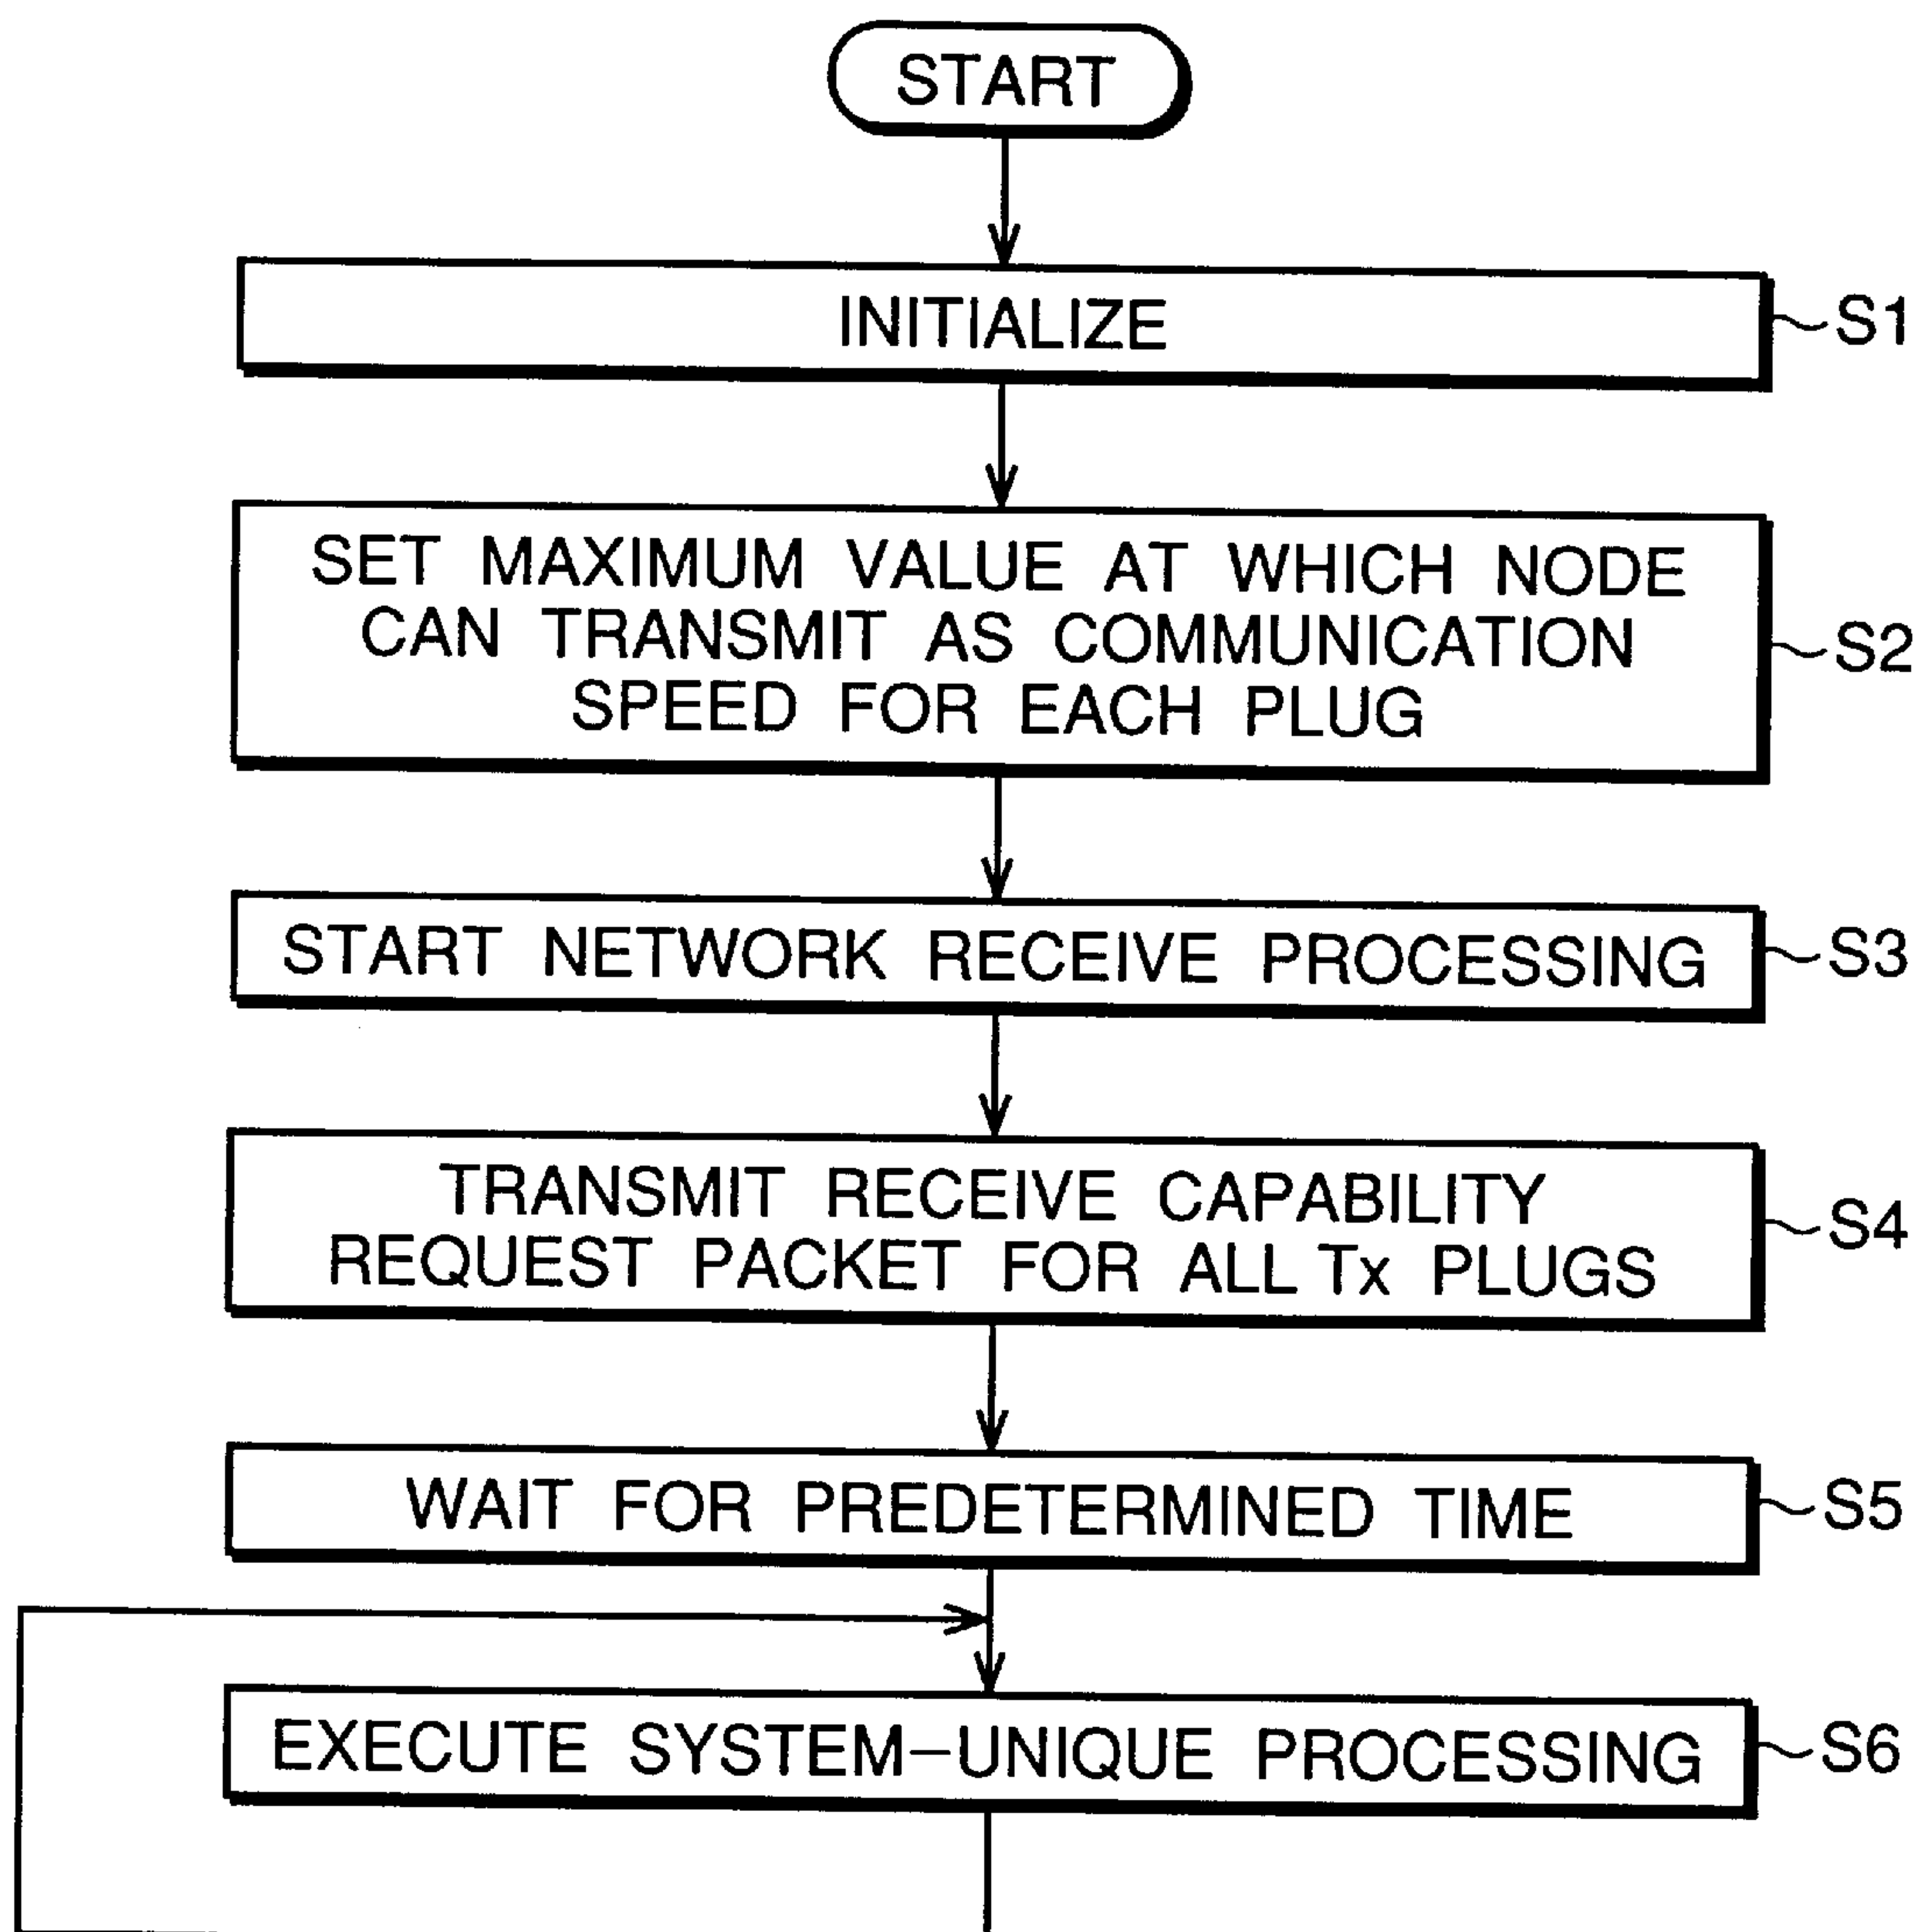 START
INITIALIZE
S1
SET MAXIMUM VALUE AT WHICH NODE
CAN TRANSMIT AS COMMUNICATION
SPEED FOR EACH PLUG
S2
START NETWORK RECEIVE PROCESSING
S3
TRANSMIT RECEIVE CAPABILITY
REQUEST PACKET FOR ALL Tx PLUGS
S4
WAIT FOR PREDETERMINED TIME
S5
EXECUTE SYSTEM-UNIQUE PROCESSING
S6